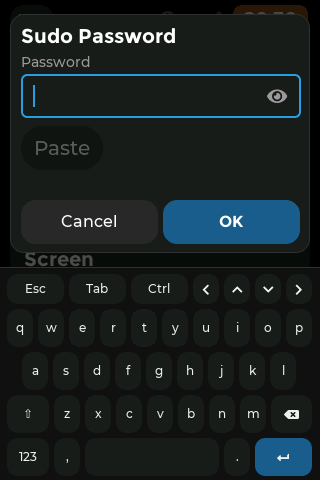 Sudo Password
Password
Paste
Cancel OK
Screen
Esc Tab Ctrl
q w e r t y u i o p
a s d f g h j k l
z x c v b n m
123 , .